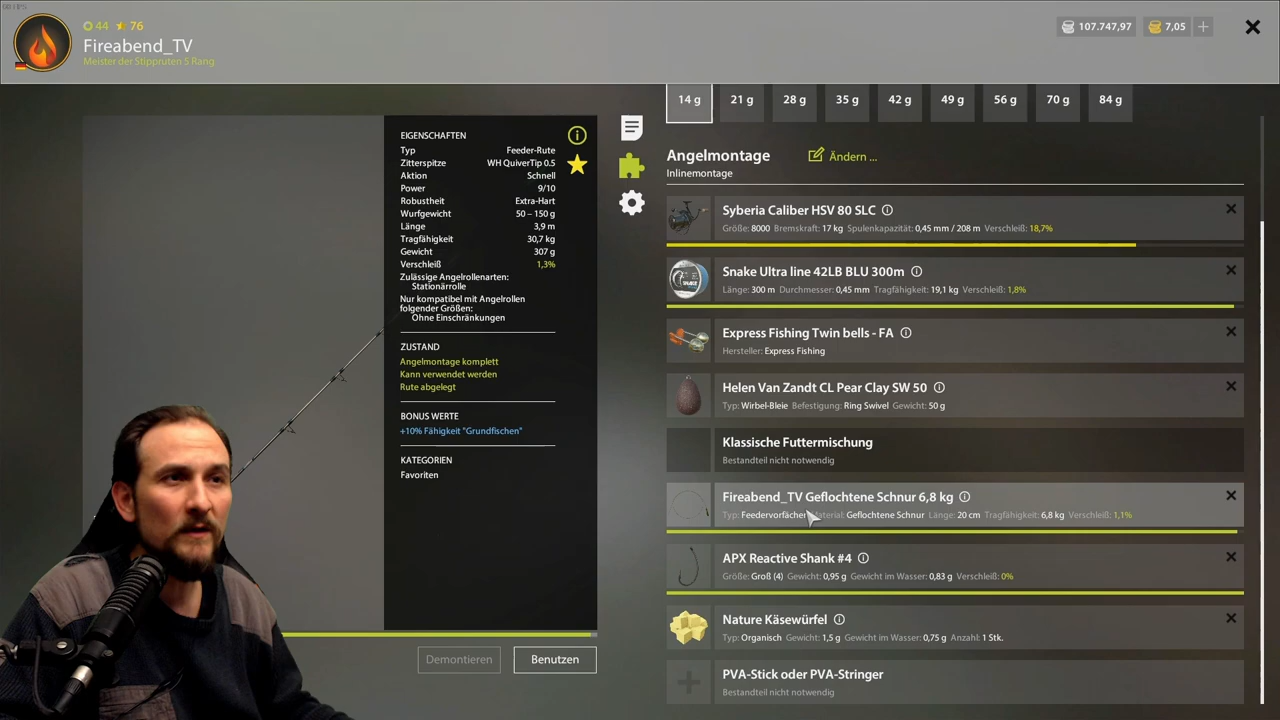 44 76
Fireabend_TV
Meister der Stippruten 5 Rang
107.747,97
7,05
14 g
21 g
28 g
35 g
42 g
49 g
56 g
70 g
84 g
EIGENSCHAFTEN
Typ Feeder-Rute
Zitterspitze WH QuiverTip 0.5
Aktion Schnell
Power 9/10
Robustheit Extra-Hart
Wurfgewicht 50 – 150 g
Länge 3,9 m
Tragfähigkeit 30,7 kg
Gewicht 307 g
Verschleiß 1,3%
Zulässige Angelrollenarten:
Stationärrolle
Nur kompatibel mit Angelrollen
folgender Größen:
Ohne Einschränkungen
ZUSTAND
Angelmontage komplett
Kann verwendet werden
Rute abgelegt
BONUS WERTE
+10% Fähigkeit "Grundfischen"
KATEGORIEN
Favoriten
Demontieren
Benutzen
Angelmontage
Ändern ...
Inlinemontage
Syberia Caliber HSV 80 SLC
Größe: 8000 Bremskraft: 17 kg Spulenkapazität: 0,45 mm / 208 m Verschleiß: 18,7%
Snake Ultra line 42LB BLU 300m
Länge: 300 m Durchmesser: 0,45 mm Tragfähigkeit: 19,1 kg Verschleiß: 1,8%
Express Fishing Twin bells - FA
Hersteller: Express Fishing
Helen Van Zandt CL Pear Clay SW 50
Typ: Wirbel-Bleie Befestigung: Ring Swivel Gewicht: 50 g
Klassische Futtermischung
Bestandteil nicht notwendig
Fireabend_TV Geflochtene Schnur 6,8 kg
Typ: Feedervorfächer Material: Geflochtene Schnur Länge: 20 cm Tragfähigkeit: 6,8 kg Verschleiß: 1,1%
APX Reactive Shank #4
Größe: Groß (4) Gewicht: 0,95 g Gewicht im Wasser: 0,83 g Verschleiß: 0%
Nature Käsewürfel
Typ: Organisch Gewicht: 1,5 g Gewicht im Wasser: 0,75 g Anzahl: 1 Stk.
PVA-Stick oder PVA-Stringer
Bestandteil nicht notwendig